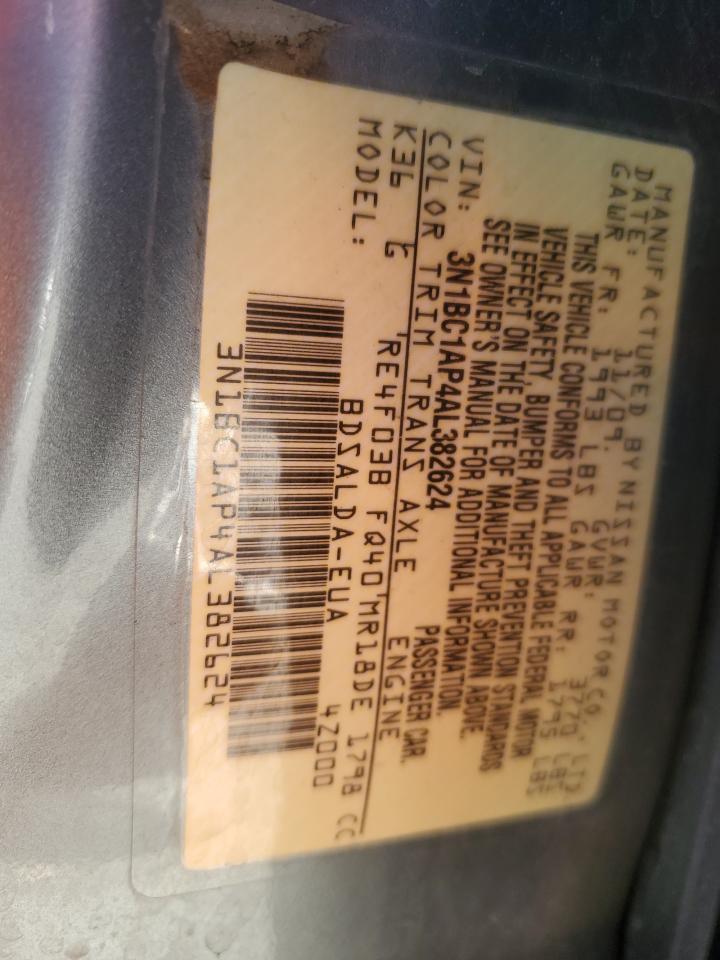 MANUFACTURED BY NISSAN MOTOR CO., LTD.
DATE: 11/09. GVWR: 3770 LBS
GAWR FR: 1993 LBS GAWR RR: 1795 LBS
THIS VEHICLE CONFORMS TO ALL APPLICABLE FEDERAL MOTOR
VEHICLE SAFETY, BUMPER AND THEFT PREVENTION STANDARDS
IN EFFECT ON THE DATE OF MANUFACTURE SHOWN ABOVE.
SEE OWNER'S MANUAL FOR ADDITIONAL INFORMATION.
VIN: 3N1BC1AP4AL382624 PASSENGER CAR.
COLOR TRIM TRANS AXLE ENGINE
K36 G RE4F03B FQ40 MR18DE 1798 CC
MODEL: BDSALDA-EUA 4Z000
3N1BC1AP4AL382624